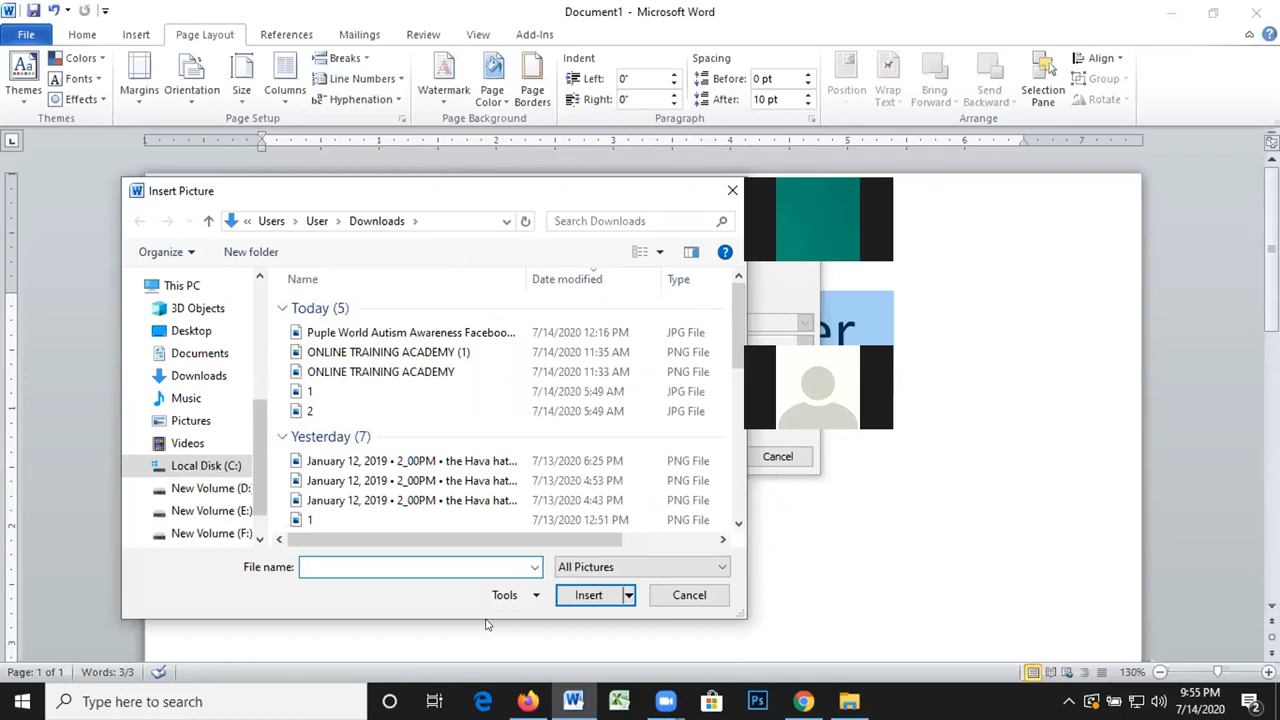 Document1 - Microsoft Word
File Home Insert Page Layout References Mailings Review View Add-Ins
Themes Colors Fonts Effects
Margins Orientation Size Columns Breaks Line Numbers Hyphenation
Watermark Page Color Page Borders
Indent Spacing
Left: 0" Before: 0 pt
Right: 0" After: 10 pt
Position Wrap Text Bring Forward Send Backward Selection Pane Align Group Rotate
Themes Page Setup Page Background Paragraph Arrange
1 1 2 3 4 5 6 7
Insert Picture
Users User Downloads Search Downloads
Organize New folder
Name Date modified Type
This PC
3D Objects
Desktop
Documents
Downloads
Music
Pictures
Videos
Local Disk (C:)
New Volume (D:
New Volume (E:)
New Volume (F:)
Today (5)
Puple World Autism Awareness Faceboo... 7/14/2020 12:16 PM JPG File
ONLINE TRAINING ACADEMY (1) 7/14/2020 11:35 AM PNG File
ONLINE TRAINING ACADEMY 7/14/2020 11:33 AM PNG File
1 7/14/2020 5:49 AM JPG File
2 7/14/2020 5:49 AM JPG File
Yesterday (7)
January 12, 2019 • 2_00PM • the Hava hat... 7/13/2020 6:25 PM PNG File
January 12, 2019 • 2_00PM • the Hava hat... 7/13/2020 4:53 PM PNG File
January 12, 2019 • 2_00PM • the Hava hat... 7/13/2020 4:43 PM PNG File
1 7/13/2020 12:51 PM PNG File
File name: All Pictures
Tools Insert Cancel
er
Cancel
Page: 1 of 1 Words: 3/3 130%
Type here to search
9:55 PM
7/14/2020
2